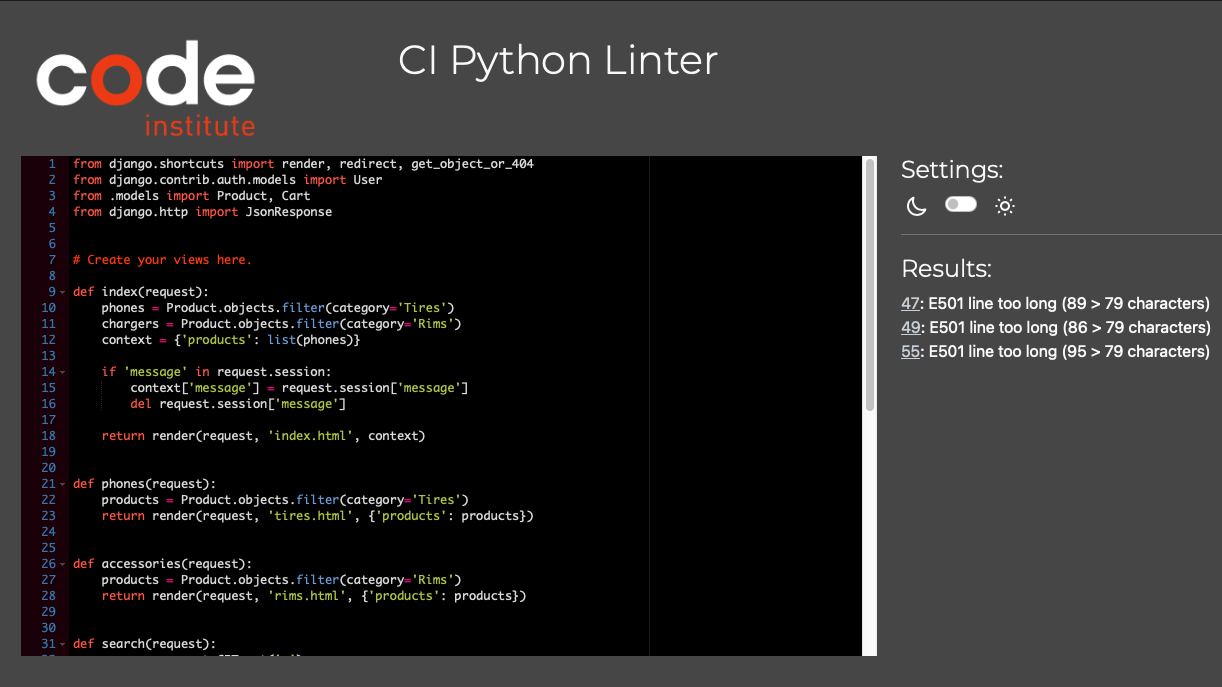 code
institute
CI Python Linter
1 from django.shortcuts import render, redirect, get_object_or_404
2 from django.contrib.auth.models import User
3 from .models import Product, Cart
4 from django.http import JsonResponse
5
6
7 # Create your views here.
8
9 def index(request):
10     phones = Product.objects.filter(category='Tires')
11     chargers = Product.objects.filter(category='Rims')
12     context = {'products': list(phones)}
13
14     if 'message' in request.session:
15         context['message'] = request.session['message']
16         del request.session['message']
17
18     return render(request, 'index.html', context)
19
20
21 def phones(request):
22     products = Product.objects.filter(category='Tires')
23     return render(request, 'tires.html', {'products': products})
24
25
26 def accessories(request):
27     products = Product.objects.filter(category='Rims')
28     return render(request, 'rims.html', {'products': products})
29
30
31 def search(request):
Settings:
Results:
47: E501 line too long (89 > 79 characters)
49: E501 line too long (86 > 79 characters)
55: E501 line too long (95 > 79 characters)